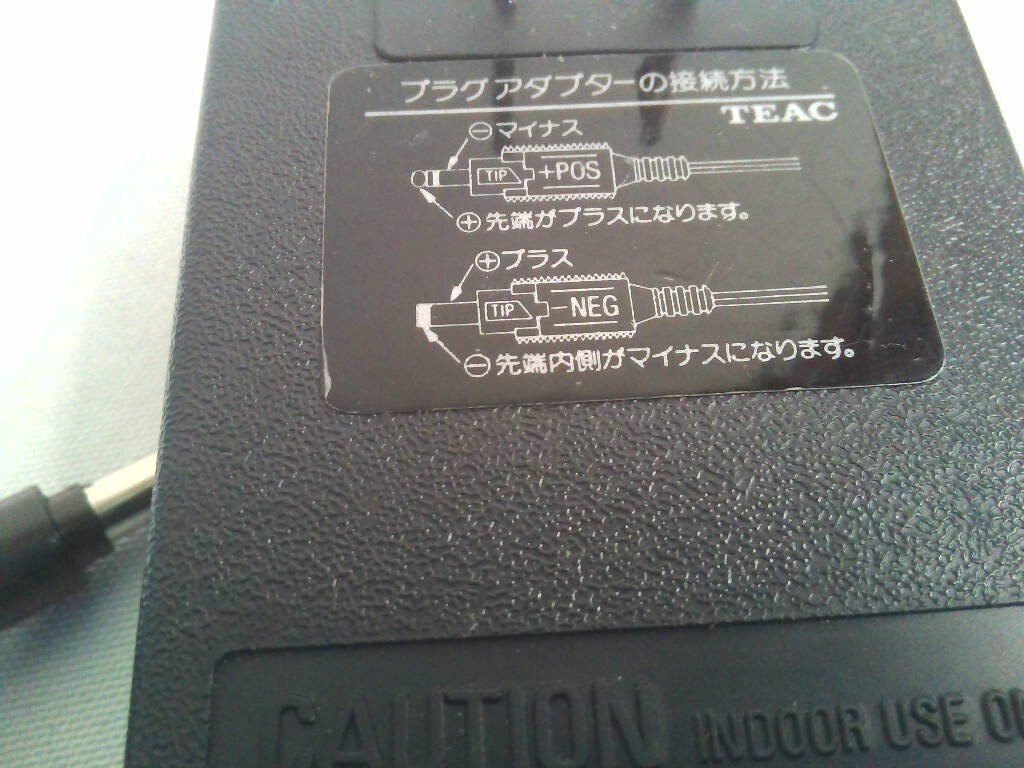 プラグアダプターの接続方法
TEAC
⊖マイナス
TIP +POS
⊕先端がプラスになります。
⊕プラス
TIP −NEG
⊖先端内側がマイナスになります。
CAUTION INDOOR USE